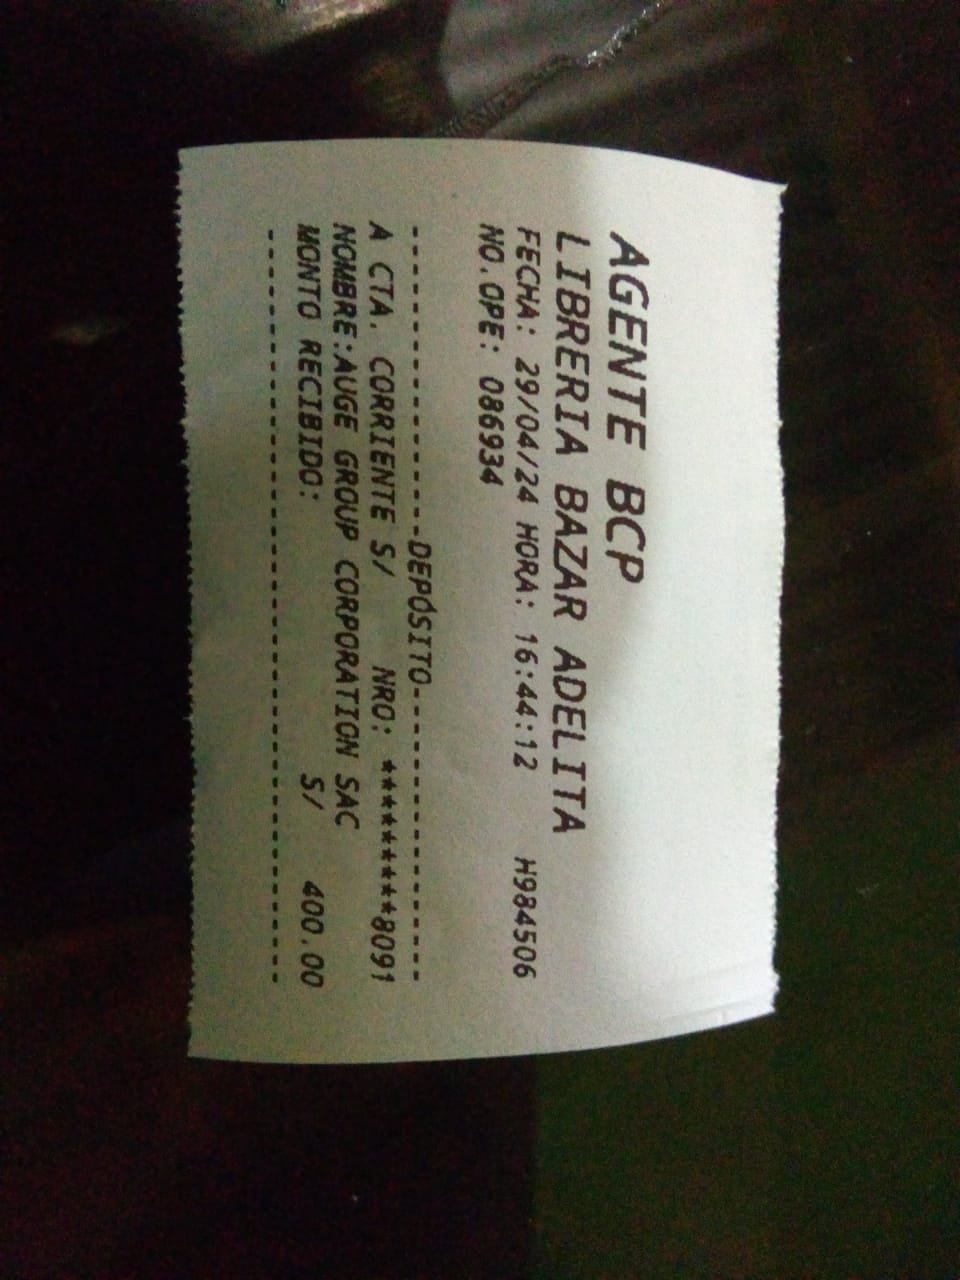 AGENTE BCP
LIBRERIA BAZAR ADELITA
FECHA: 29/04/24 HORA: 16:44:12 H984506
NO.OPE: 086934
--------------------DEPÓSITO--------------------
A CTA. CORRIENTE S/ NRO: *********8091
NOMBRE:AUGE GROUP CORPORATION SAC
MONTO RECIBIDO: S/ 400.00
------------------------------------------------